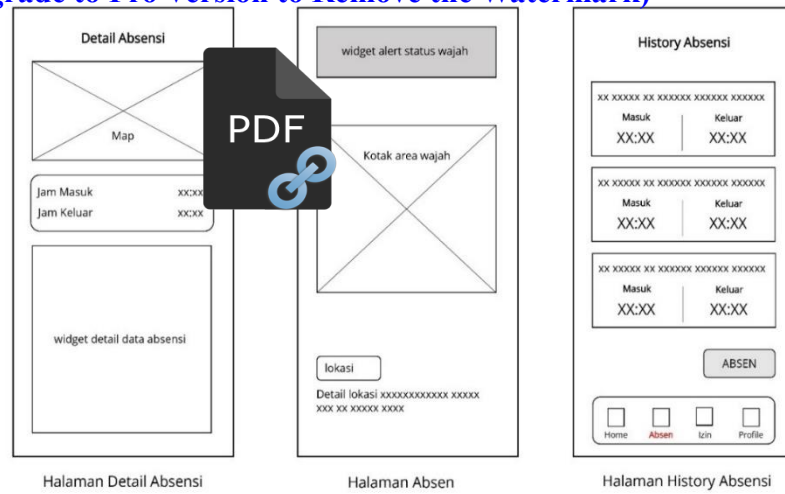 grade to Pro version to Remove the Watermark)
Detail Absensi
Map
Jam Masuk xx:xx
Jam Keluar xx:xx
widget detail data absensi
Halaman Detail Absensi
PDF
widget alert status wajah
Kotak area wajah
lokasi
Detail lokasi xxxxxxxxxxxx xxxxx
xxx xx xxxxx xxxx
Halaman Absen
History Absensi
xx xxxxx xx xxxxxx xxxxxx xxxxxx
Masuk Keluar
XX:XX XX:XX
xx xxxxx xx xxxxxx xxxxxx xxxxxx
Masuk Keluar
XX:XX XX:XX
xx xxxxx xx xxxxxx xxxxxx xxxxxx
Masuk Keluar
XX:XX XX:XX
ABSEN
Home Absen Izin Profile
Halaman History Absensi